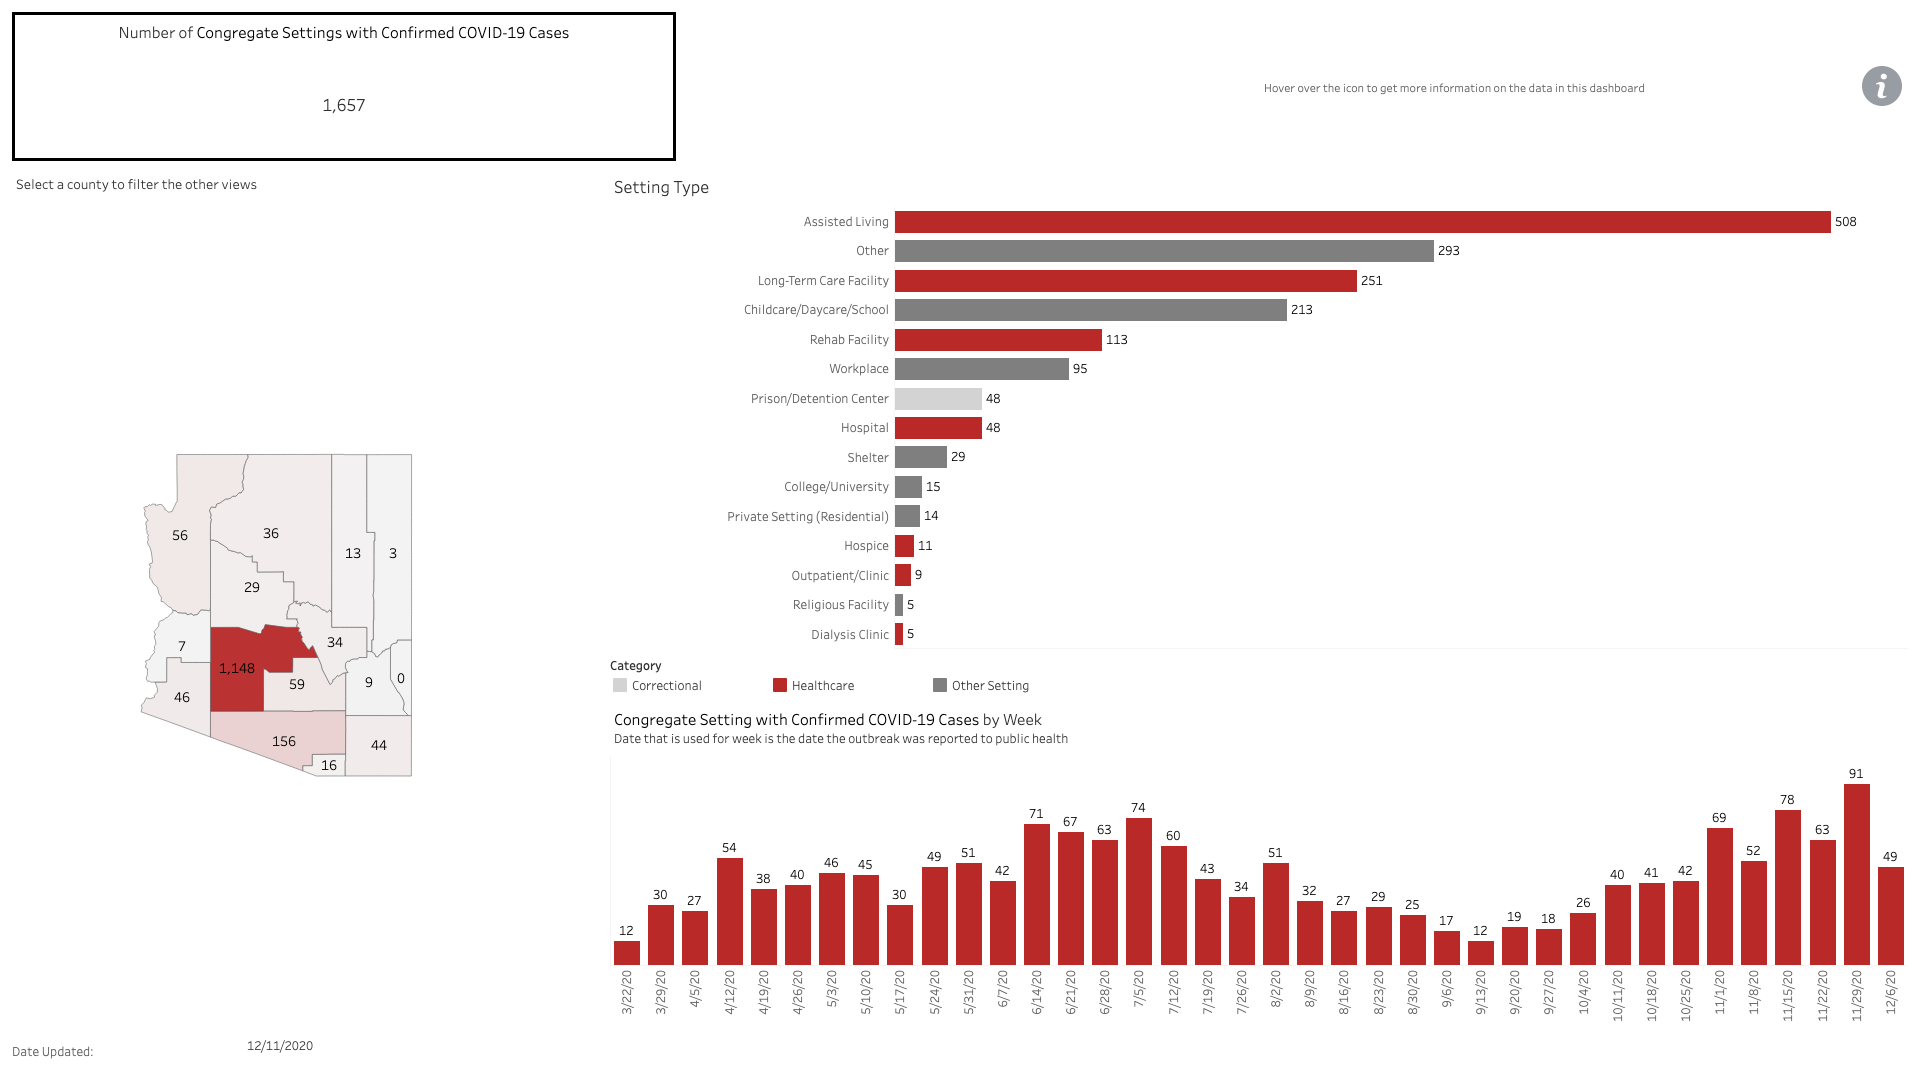 Number of Congregate Settings with Confirmed COVID-19 Cases
1,657
Hover over the icon to get more information on the data in this dashboard
i
Select a county to filter the other views
56
36
13
3
29
7
34
1,148
59
9
0
46
156
44
16
Setting Type
Assisted Living 508
Other 293
Long-Term Care Facility 251
Childcare/Daycare/School 213
Rehab Facility 113
Workplace 95
Prison/Detention Center 48
Hospital 48
Shelter 29
College/University 15
Private Setting (Residential) 14
Hospice 11
Outpatient/Clinic 9
Religious Facility 5
Dialysis Clinic 5
Category
Correctional Healthcare Other Setting
Congregate Setting with Confirmed COVID-19 Cases by Week
Date that is used for week is the date the outbreak was reported to public health
12 30 27 54 38 40 46 45 30 49 51 42 71 67 63 74 60 43 34 51 32 27 29 25 17 12 19 18 26 40 41 42 69 52 78 63 91 49
3/22/20 3/29/20 4/5/20 4/12/20 4/19/20 4/26/20 5/3/20 5/10/20 5/17/20 5/24/20 5/31/20 6/7/20 6/14/20 6/21/20 6/28/20 7/5/20 7/12/20 7/19/20 7/26/20 8/2/20 8/9/20 8/16/20 8/23/20 8/30/20 9/6/20 9/13/20 9/20/20 9/27/20 10/4/20 10/11/20 10/18/20 10/25/20 11/1/20 11/8/20 11/15/20 11/22/20 11/29/20 12/6/20
Date Updated: 12/11/2020